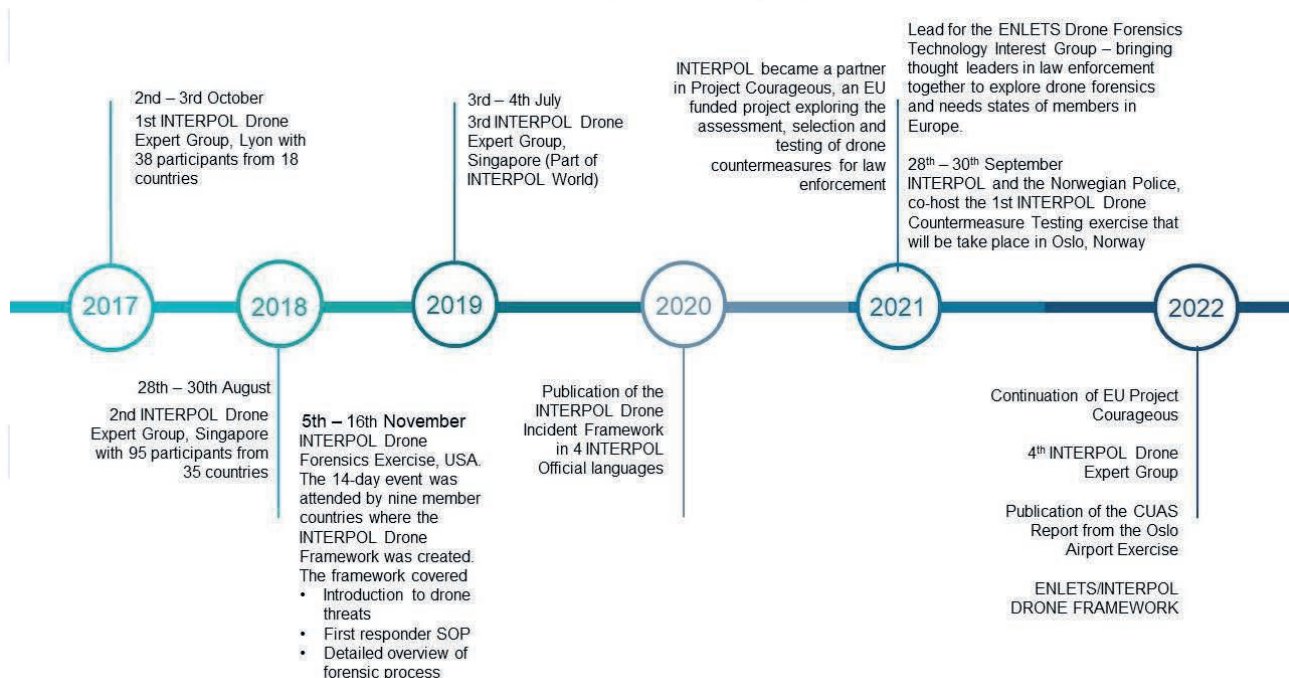 2nd – 3rd October
1st INTERPOL Drone
Expert Group, Lyon with
38 participants from 18
countries
3rd – 4th July
3rd INTERPOL Drone
Expert Group,
Singapore (Part of
INTERPOL World)
INTERPOL became a partner
in Project Courageous, an EU
funded project exploring the
assessment, selection and
testing of drone
countermeasures for law
enforcement
Lead for the ENLETS Drone Forensics
Technology Interest Group – bringing
thought leaders in law enforcement
together to explore drone forensics
and needs states of members in
Europe.
28th – 30th September
INTERPOL and the Norwegian Police,
co-host the 1st INTERPOL Drone
Countermeasure Testing exercise that
will be take place in Oslo, Norway
2017
2018
2019
2020
2021
2022
28th – 30th August
2nd INTERPOL Drone
Expert Group, Singapore
with 95 participants from
35 countries
5th – 16th November
INTERPOL Drone
Forensics Exercise, USA.
The 14-day event was
attended by nine member
countries where the
INTERPOL Drone
Framework was created.
The framework covered
• Introduction to drone
threats
• First responder SOP
• Detailed overview of
forensic process
Publication of the
INTERPOL Drone
Incident Framework
in 4 INTERPOL
Official languages
Continuation of EU Project
Courageous
4th INTERPOL Drone
Expert Group
Publication of the CUAS
Report from the Oslo
Airport Exercise
ENLETS/INTERPOL
DRONE FRAMEWORK